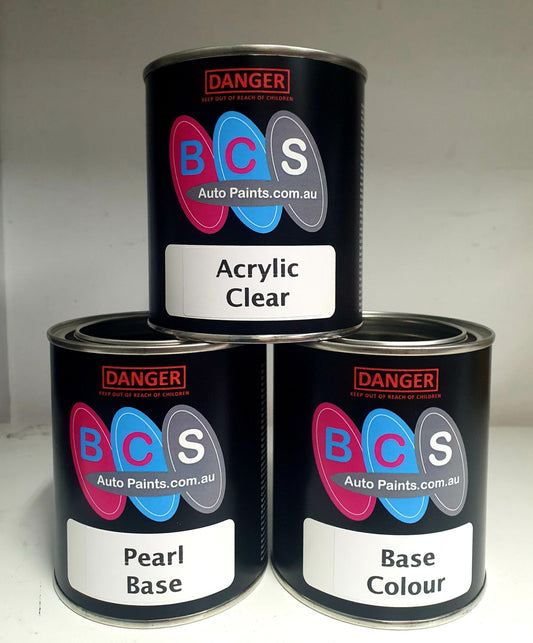 DANGER
KEEP OUT OF REACH OF CHILDREN
BCS
Auto Paints.com.au
Acrylic
Clear
DANGER
KEEP OUT OF REACH OF CHILDREN
BCS
Auto Paints.com.au
Pearl
Base
DANGER
KEEP OUT OF REACH OF CHILDREN
BCS
Auto Paints.com.au
Base
Colour